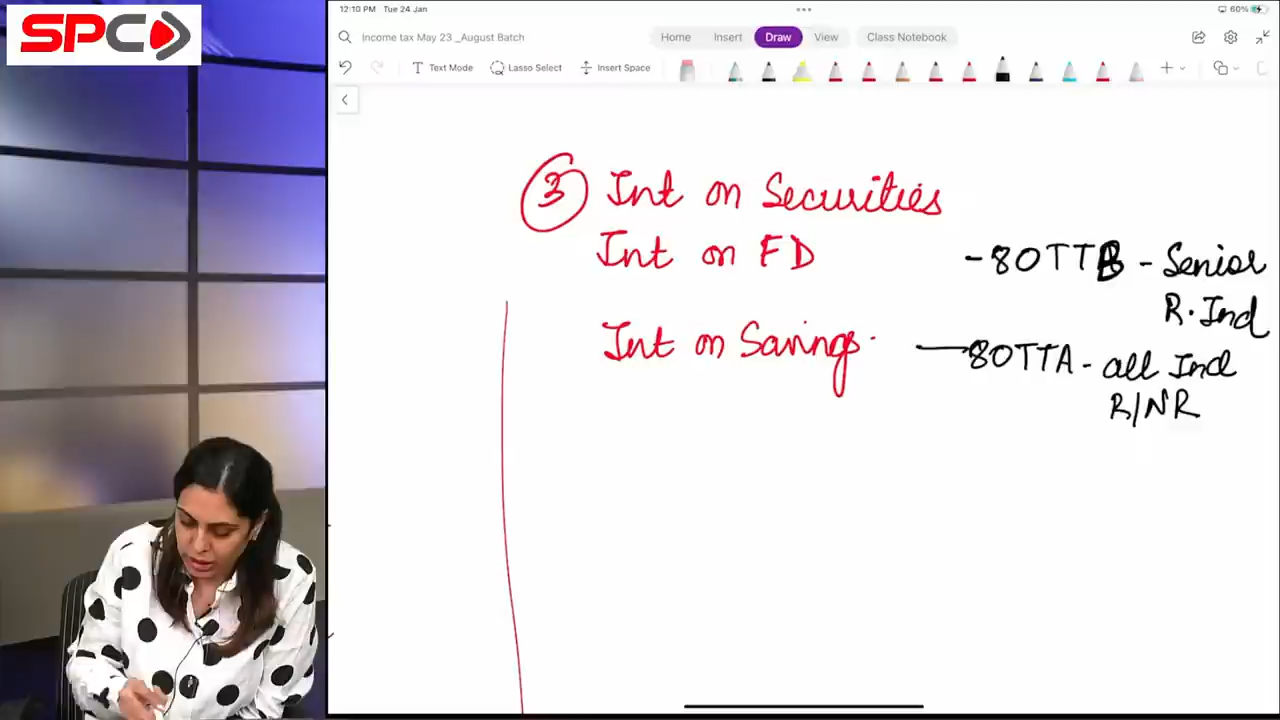 SPC
12:10 PM Tue 24 Jan
60%
Income tax May 23 _August Batch
Home Insert Draw View Class Notebook
Text Mode Lasso Select Insert Space
3 Int on Securities
Int on FD
-80TTB - Senior
R. Ind
Int on Savings.
80TTA - all Ind
R/NR